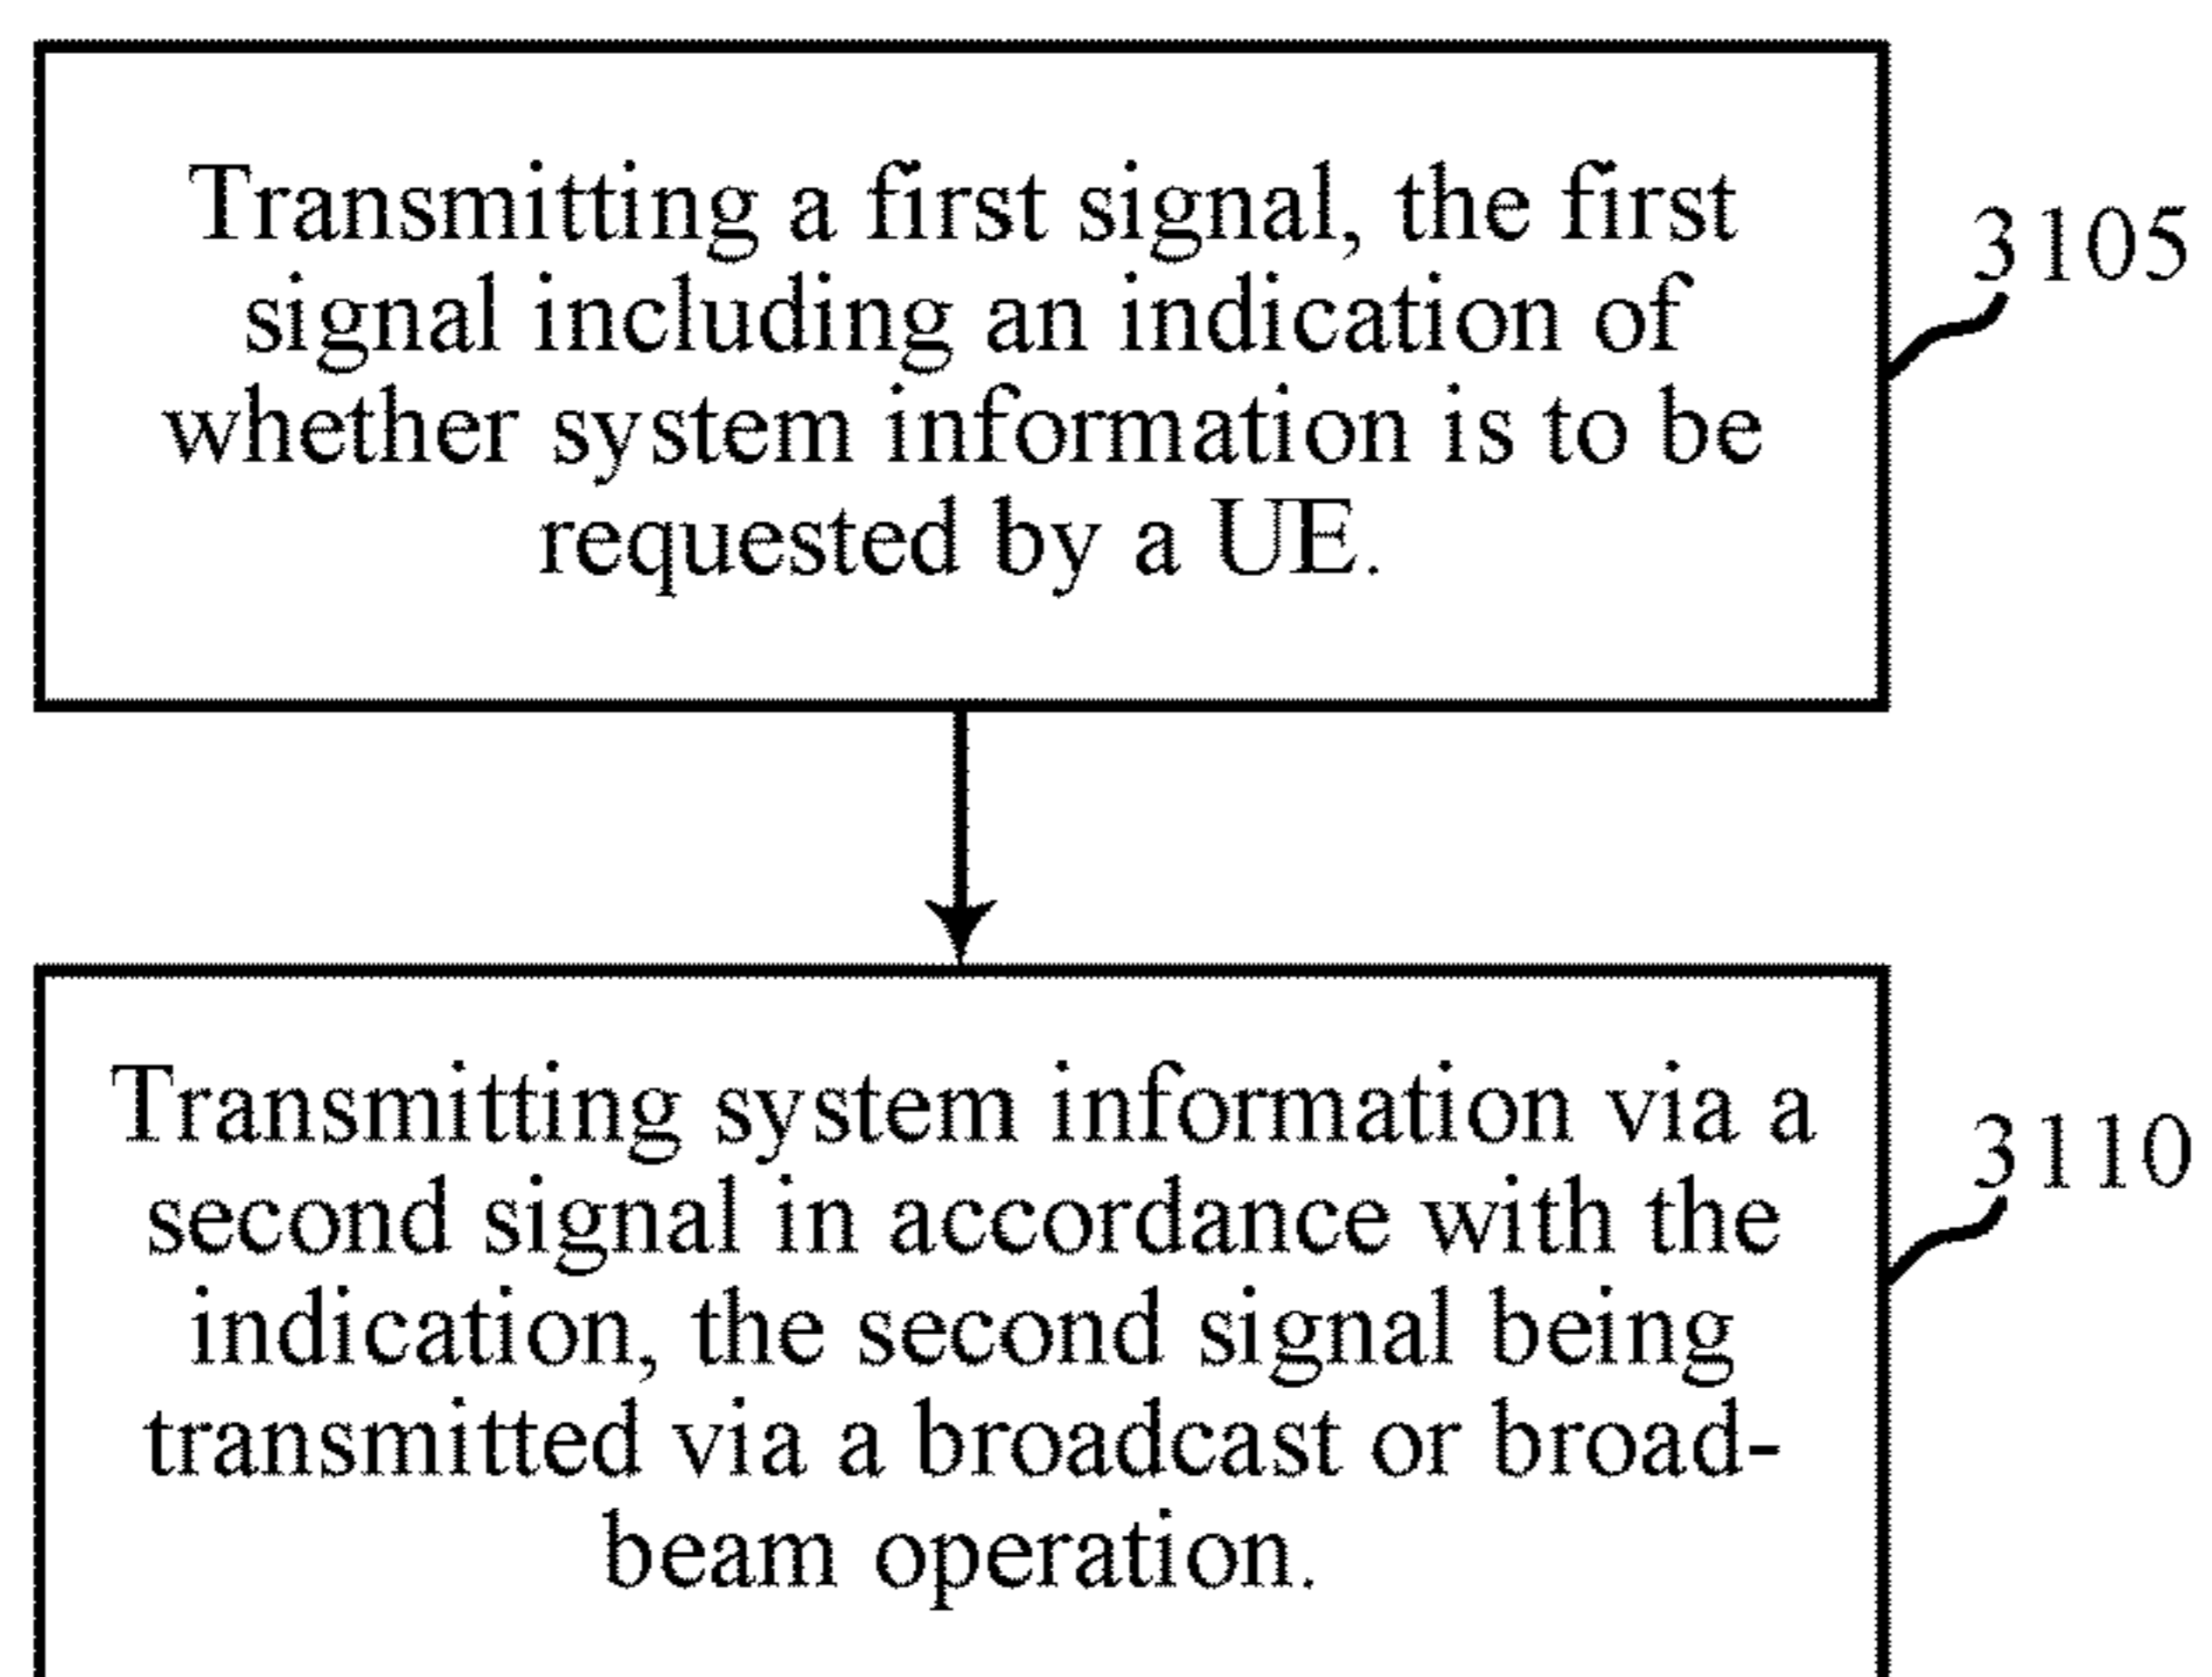 Transmitting a first signal, the first
signal including an indication of
whether system information is to be
requested by a UE.
3105
Transmitting system information via a
second signal in accordance with the
indication, the second signal being
transmitted via a broadcast or broad-
beam operation.
3110